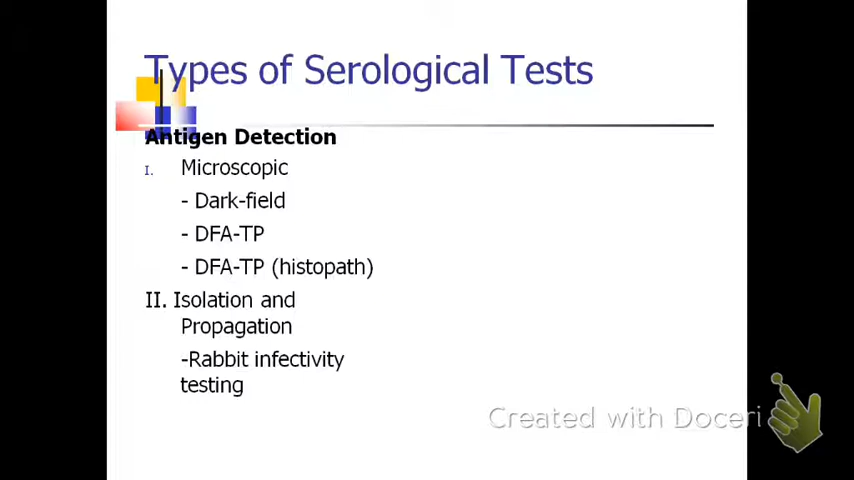 Types of Serological Tests
Antigen Detection
I. Microscopic
- Dark-field
- DFA-TP
- DFA-TP (histopath)
II. Isolation and
Propagation
-Rabbit infectivity
testing
Created with Doceri